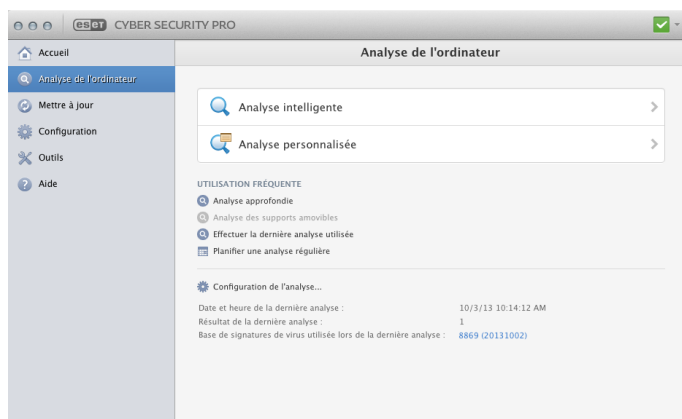 eset CYBER SECURITY PRO
Accueil
Analyse de l'ordinateur
Mettre à jour
Configuration
Outils
Aide
Analyse de l'ordinateur
Analyse intelligente
Analyse personnalisée
UTILISATION FRÉQUENTE
Analyse approfondie
Analyse des supports amovibles
Effectuer la dernière analyse utilisée
Planifier une analyse régulière
Configuration de l'analyse...
Date et heure de la dernière analyse : 10/3/13 10:14:12 AM
Résultat de la dernière analyse : 1
Base de signatures de virus utilisée lors de la dernière analyse : 8869 (20131002)